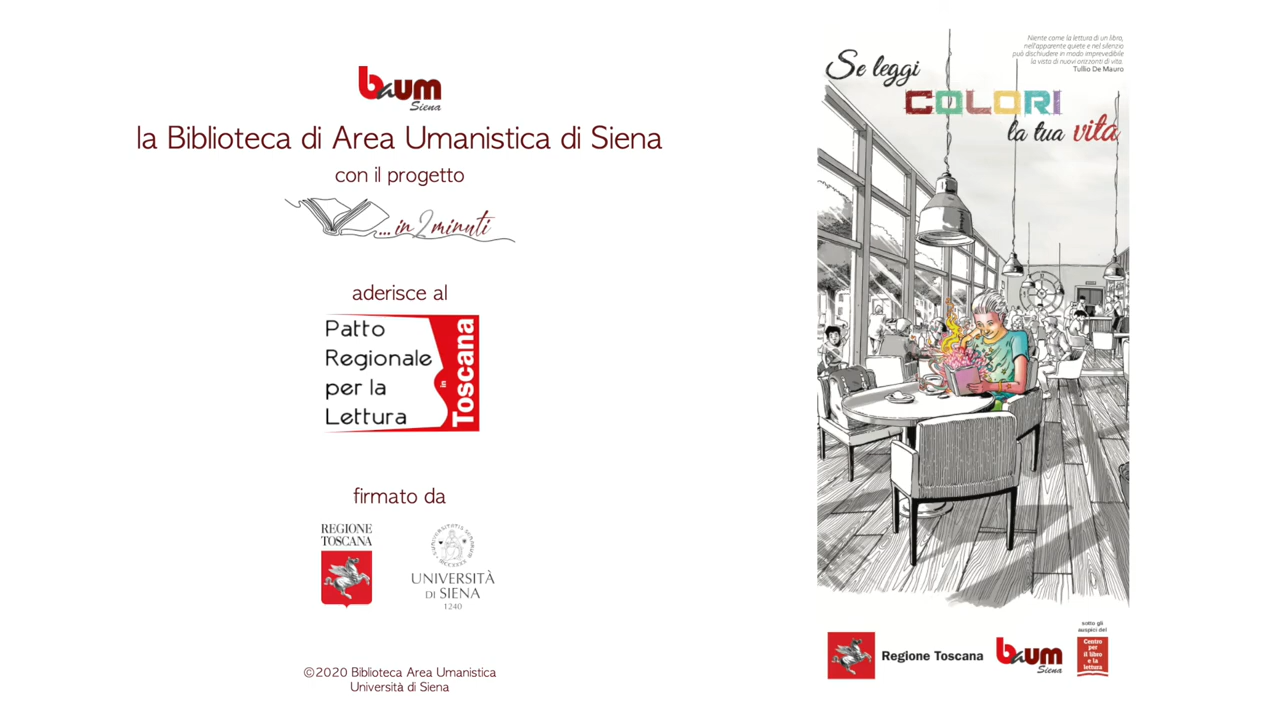 baum
Siena
la Biblioteca di Area Umanistica di Siena
con il progetto
...in 2 minuti
aderisce al
Patto
Regionale
per la
Lettura
in
Toscana
firmato da
REGIONE
TOSCANA
UNIVERSITÀ
DI SIENA
1240
©2020 Biblioteca Area Umanistica
Università di Siena
Niente come la lettura di un libro,
nell'apparente quiete e nel silenzio
può dischiudere in modo imprevedibile
la vista di nuovi orizzonti di vita.
Tullio De Mauro
Se leggi
COLORI
la tua vita
Regione Toscana
baum
Siena
sotto gli
auspici del
Centro
per
il libro
e la
lettura